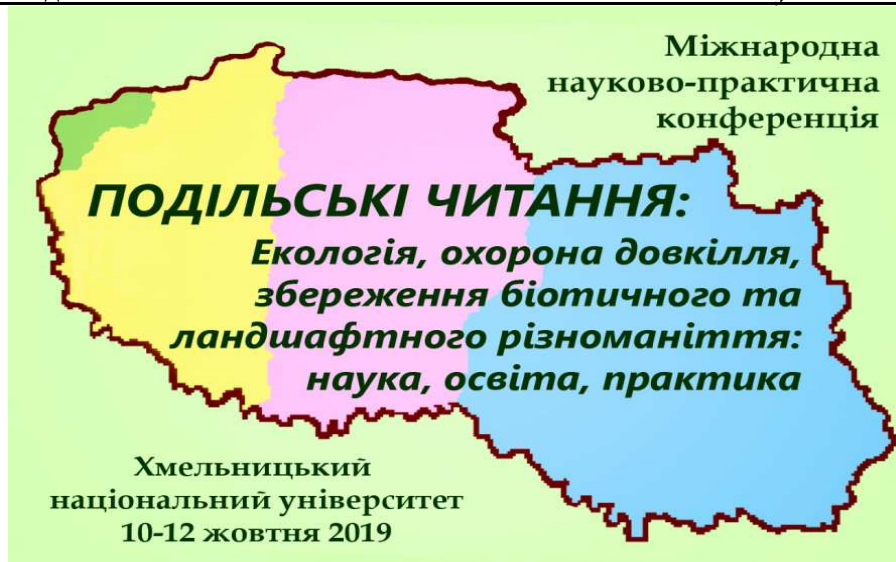 Міжнародна
науково-практична
конференція
ПОДІЛЬСЬКІ ЧИТАННЯ:
Екологія, охорона довкілля,
збереження біотичного та
ландшафтного різноманіття:
наука, освіта, практика
Хмельницький
національний університет
10-12 жовтня 2019